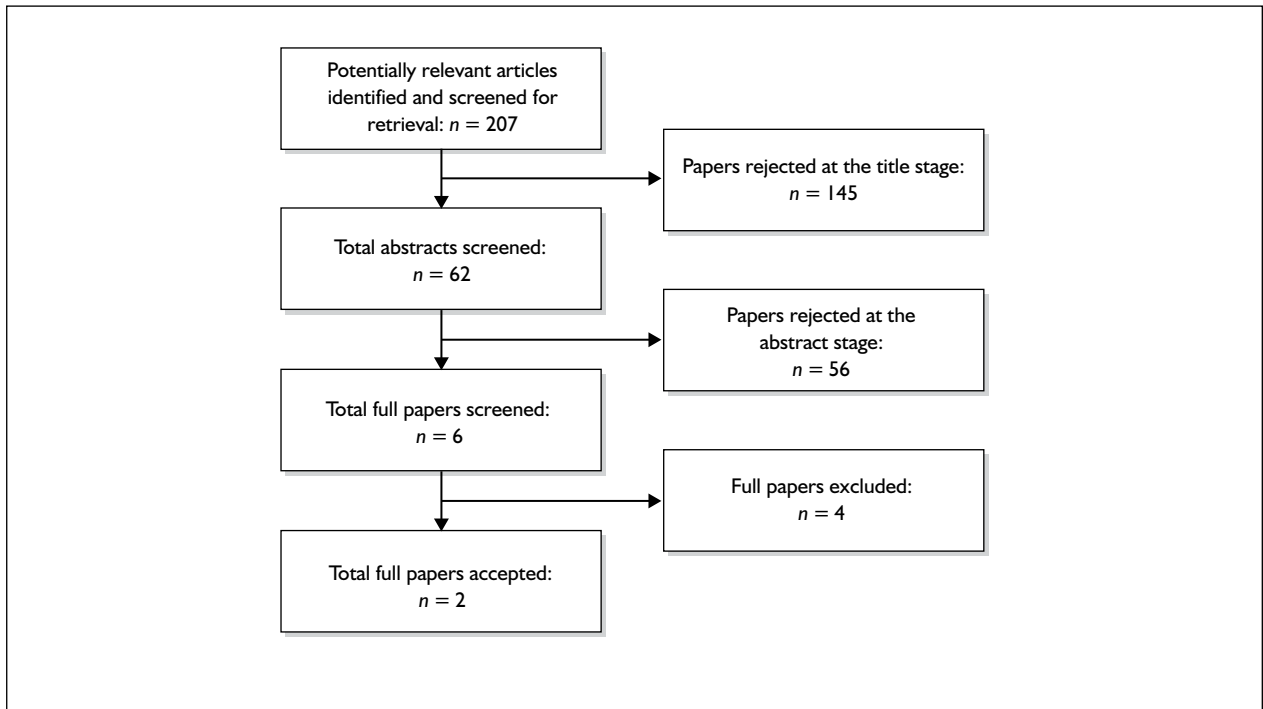 Potentially relevant articles
identified and screened for
retrieval: n = 207
Papers rejected at the title stage:
n = 145
Total abstracts screened:
n = 62
Papers rejected at the
abstract stage:
n = 56
Total full papers screened:
n = 6
Full papers excluded:
n = 4
Total full papers accepted:
n = 2